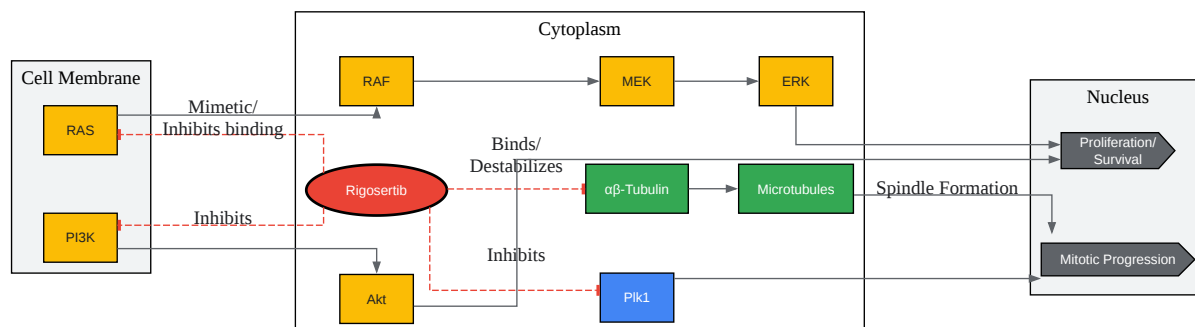 Cytoplasm
Cell Membrane
RAF
MEK
ERK
Nucleus
RAS
Mimetic/
Inhibits binding
Proliferation/
Survival
Binds/
Destabilizes
Rigosertib
αβ-Tubulin
Microtubules
Spindle Formation
PI3K
Inhibits
Inhibits
Mitotic Progression
Akt
Plk1